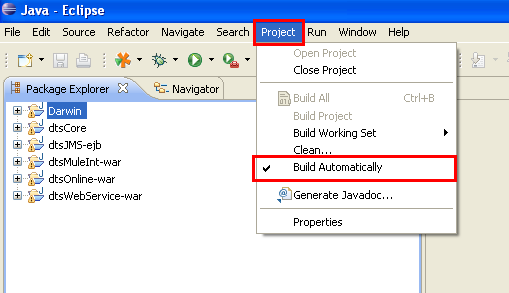 Java - Eclipse
File Edit Source Refactor Navigate Search Project Run Window Help
Open Project
Close Project
Package Explorer Navigator
Build All Ctrl+B
Darwin
Build Project
dtsCore
Build Working Set
dtsJMS-ejb
Clean...
dtsMuleInt-war
Build Automatically
dtsOnline-war
dtsWebService-war
Generate Javadoc...
Properties